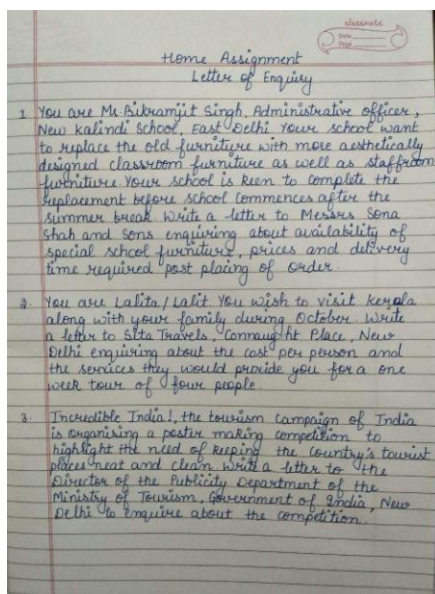 classmate
Date
Page
Home Assignment
Letter of Enquiry
1. You are Mr. Bikramjit Singh, Administrative officer,
New Kalindi School, East Delhi Your school want
to replace the old furniture with more aesthetically
designed classroom furniture as well as staffroom
furniture. Your school is keen to complete the
replacement before school commences after the
summer break. Write a letter to Messrs Sona
Shah and Sons enquiring about availability of
special school furniture, prices and delivery
time required post placing of order.
2. You are Lalita/Lalit. You wish to visit Kerala
along with your family during October. Write
a letter to Sita Travels, Connaught Place, New
Delhi enquiring about the cost per person and
the services they would provide you for a one
week tour of four people.
3. Incredible India!, the tourism campaign of India
is organising a poster making competition to
highlight the need of keeping the country's tourist
places neat and clean. Write a letter to the
Director of the Publicity Department of the
Ministry of Tourism, Government of India, New
Delhi to enquire about the competition.